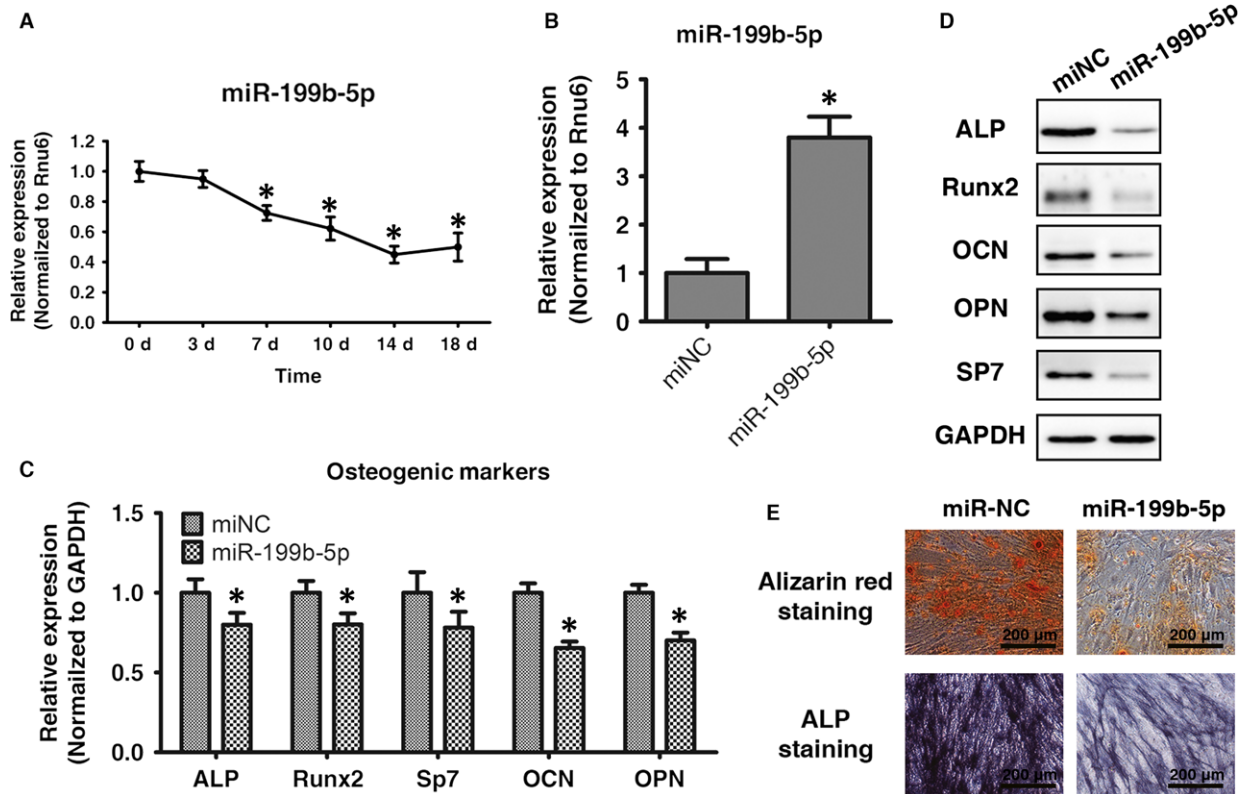 A
miR-199b-5p
Relative expression
(Normailzed to Rnu6)
1.2
1.0
0.8
0.6
0.4
0.2
0.0
*
*
*
*
0 d 3 d 7 d 10 d 14 d 18 d
Time
B
miR-199b-5p
Relative expression
(Normailzed to Rnu6)
5
4
3
2
1
0
*
miNC
miR-199b-5p
C
Osteogenic markers
Relative expression
(Normailzed to GAPDH)
1.5
1.0
0.5
0.0
miNC
miR-199b-5p
* * * * *
ALP Runx2 Sp7 OCN OPN
D
miNC miR-199b-5p
ALP
Runx2
OCN
OPN
SP7
GAPDH
E
miR-NC miR-199b-5p
Alizarin red
staining
200 µm 200 µm
ALP
staining
200 µm 200 µm